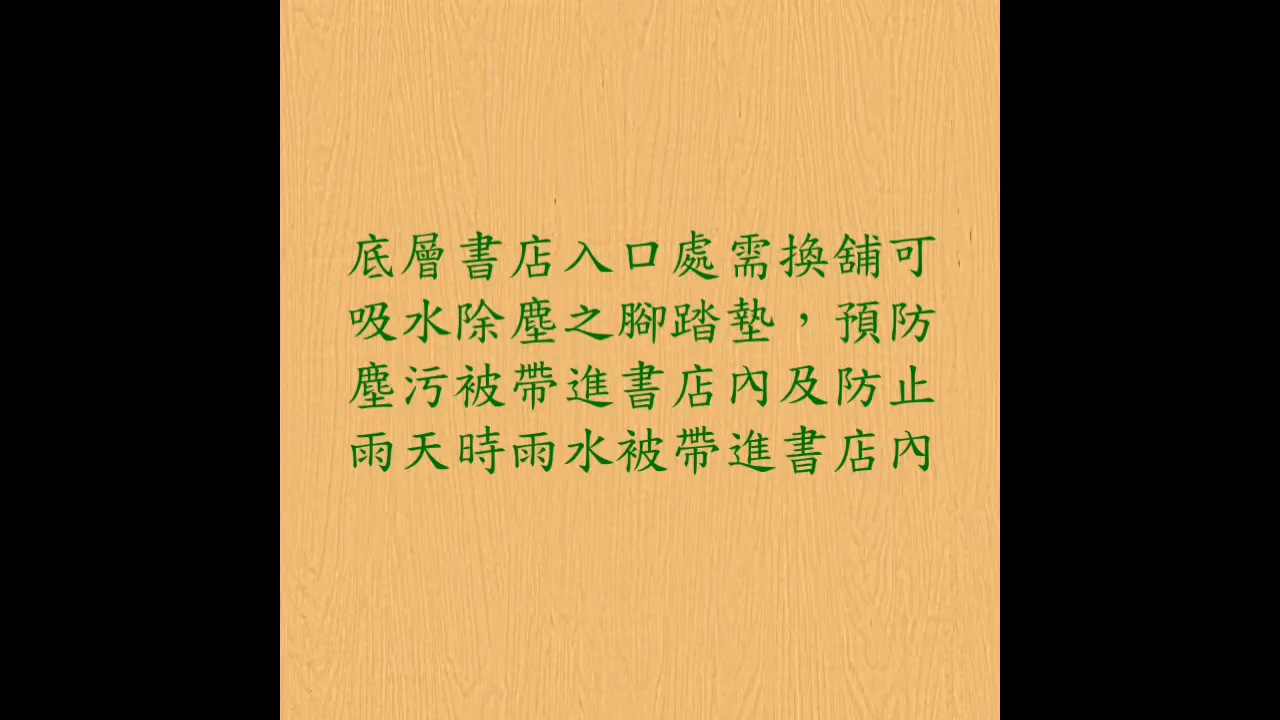 底層書店入口處需換舖可
吸水除塵之腳踏墊，預防
塵污被帶進書店內及防止
雨天時雨水被帶進書店內